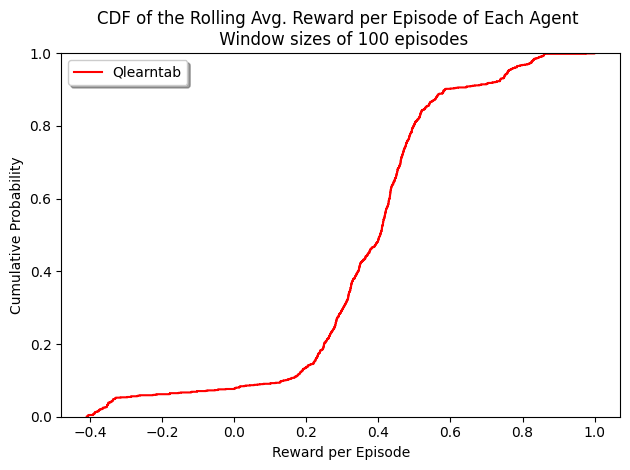 CDF of the Rolling Avg. Reward per Episode of Each Agent
Window sizes of 100 episodes
Qlearntab
Cumulative Probability
1.0
0.8
0.6
0.4
0.2
0.0
−0.4 −0.2 0.0 0.2 0.4 0.6 0.8 1.0
Reward per Episode